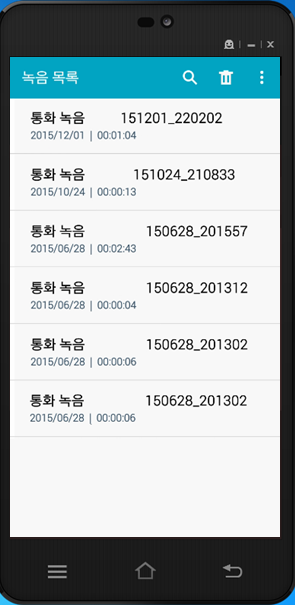 녹음 목록
통화 녹음 151201_220202
2015/12/01 | 00:01:04
통화 녹음 151024_210833
2015/10/24 | 00:00:13
통화 녹음 150628_201557
2015/06/28 | 00:02:43
통화 녹음 150628_201312
2015/06/28 | 00:00:04
통화 녹음 150628_201302
2015/06/28 | 00:00:06
통화 녹음 150628_201302
2015/06/28 | 00:00:06